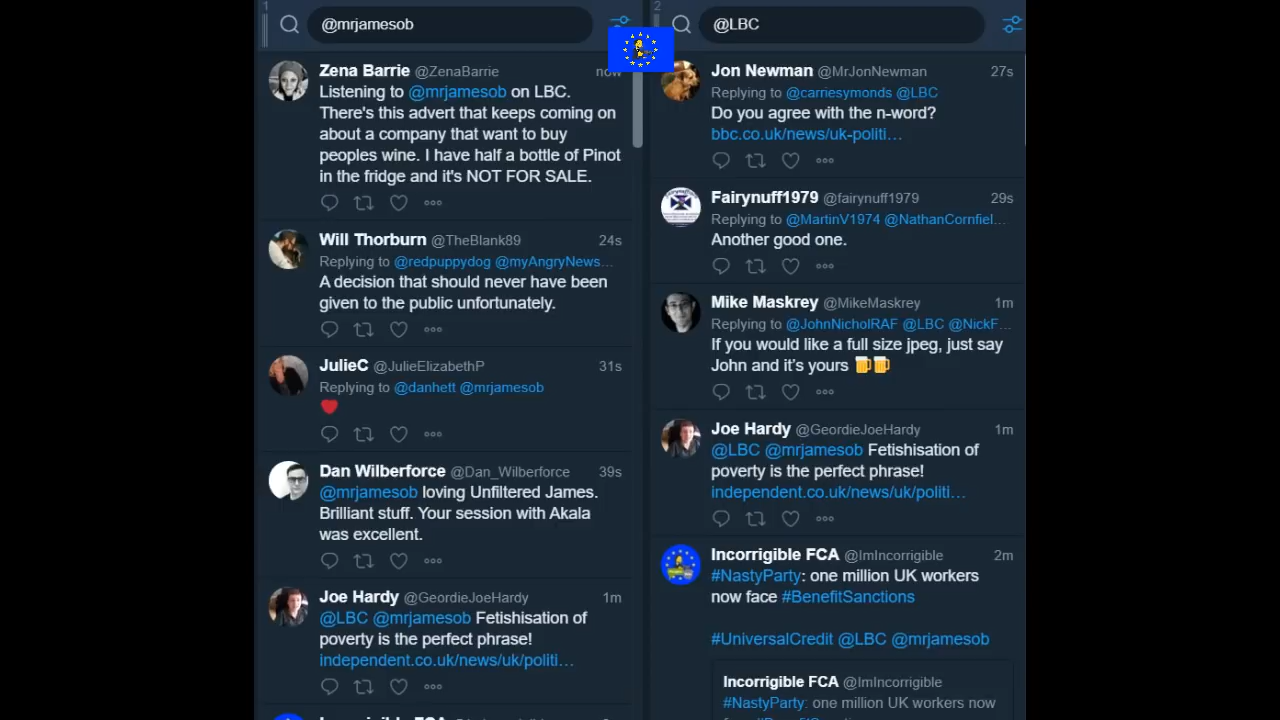 1
@mrjamesob
Zena Barrie @ZenaBarrie now
Listening to @mrjamesob on LBC.
There's this advert that keeps coming on
about a company that want to buy
peoples wine. I have half a bottle of Pinot
in the fridge and it's NOT FOR SALE.
Will Thorburn @TheBlank89 24s
Replying to @redpuppydog @myAngryNews…
A decision that should never have been
given to the public unfortunately.
JulieC @JulieElizabethP 31s
Replying to @danhett @mrjamesob
❤
Dan Wilberforce @Dan_Wilberforce 39s
@mrjamesob loving Unfiltered James.
Brilliant stuff. Your session with Akala
was excellent.
Joe Hardy @GeordieJoeHardy 1m
@LBC @mrjamesob Fetishisation of
poverty is the perfect phrase!
independent.co.uk/news/uk/politi…
2
@LBC
Jon Newman @MrJonNewman 27s
Replying to @carriesymonds @LBC
Do you agree with the n-word?
bbc.co.uk/news/uk-politi…
Fairynuff1979 @fairynuff1979 29s
Replying to @MartinV1974 @NathanCornfiel…
Another good one.
Mike Maskrey @MikeMaskrey 1m
Replying to @JohnNicholRAF @LBC @NickF…
If you would like a full size jpeg, just say
John and it's yours 🍺🍺
Joe Hardy @GeordieJoeHardy 1m
@LBC @mrjamesob Fetishisation of
poverty is the perfect phrase!
independent.co.uk/news/uk/politi…
Incorrigible FCA @ImIncorrigible 2m
#NastyParty: one million UK workers
now face #BenefitSanctions
#UniversalCredit @LBC @mrjamesob
Incorrigible FCA @ImIncorrigible
#NastyParty: one million UK workers now